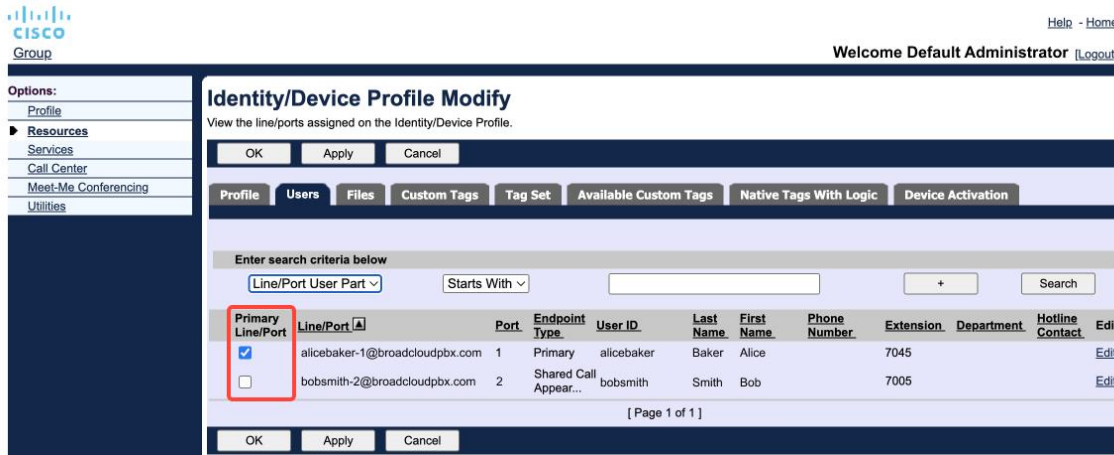 CISCO
Help - Home
Group
Welcome Default Administrator [Logout
Options:
Profile
Resources
Services
Call Center
Meet-Me Conferencing
Utilities
Identity/Device Profile Modify
View the line/ports assigned on the Identity/Device Profile.
OK Apply Cancel
Profile Users Files Custom Tags Tag Set Available Custom Tags Native Tags With Logic Device Activation
Enter search criteria below
Line/Port User Part Starts With + Search
Primary Line/Port Line/Port Port Endpoint Type User ID Last Name First Name Phone Number Extension Department Hotline Contact Edi
alicebaker-1@broadcloudpbx.com 1 Primary alicebaker Baker Alice 7045 Edi
bobsmith-2@broadcloudpbx.com 2 Shared Call Appear... bobsmith Smith Bob 7005 Edi
[ Page 1 of 1 ]
OK Apply Cancel